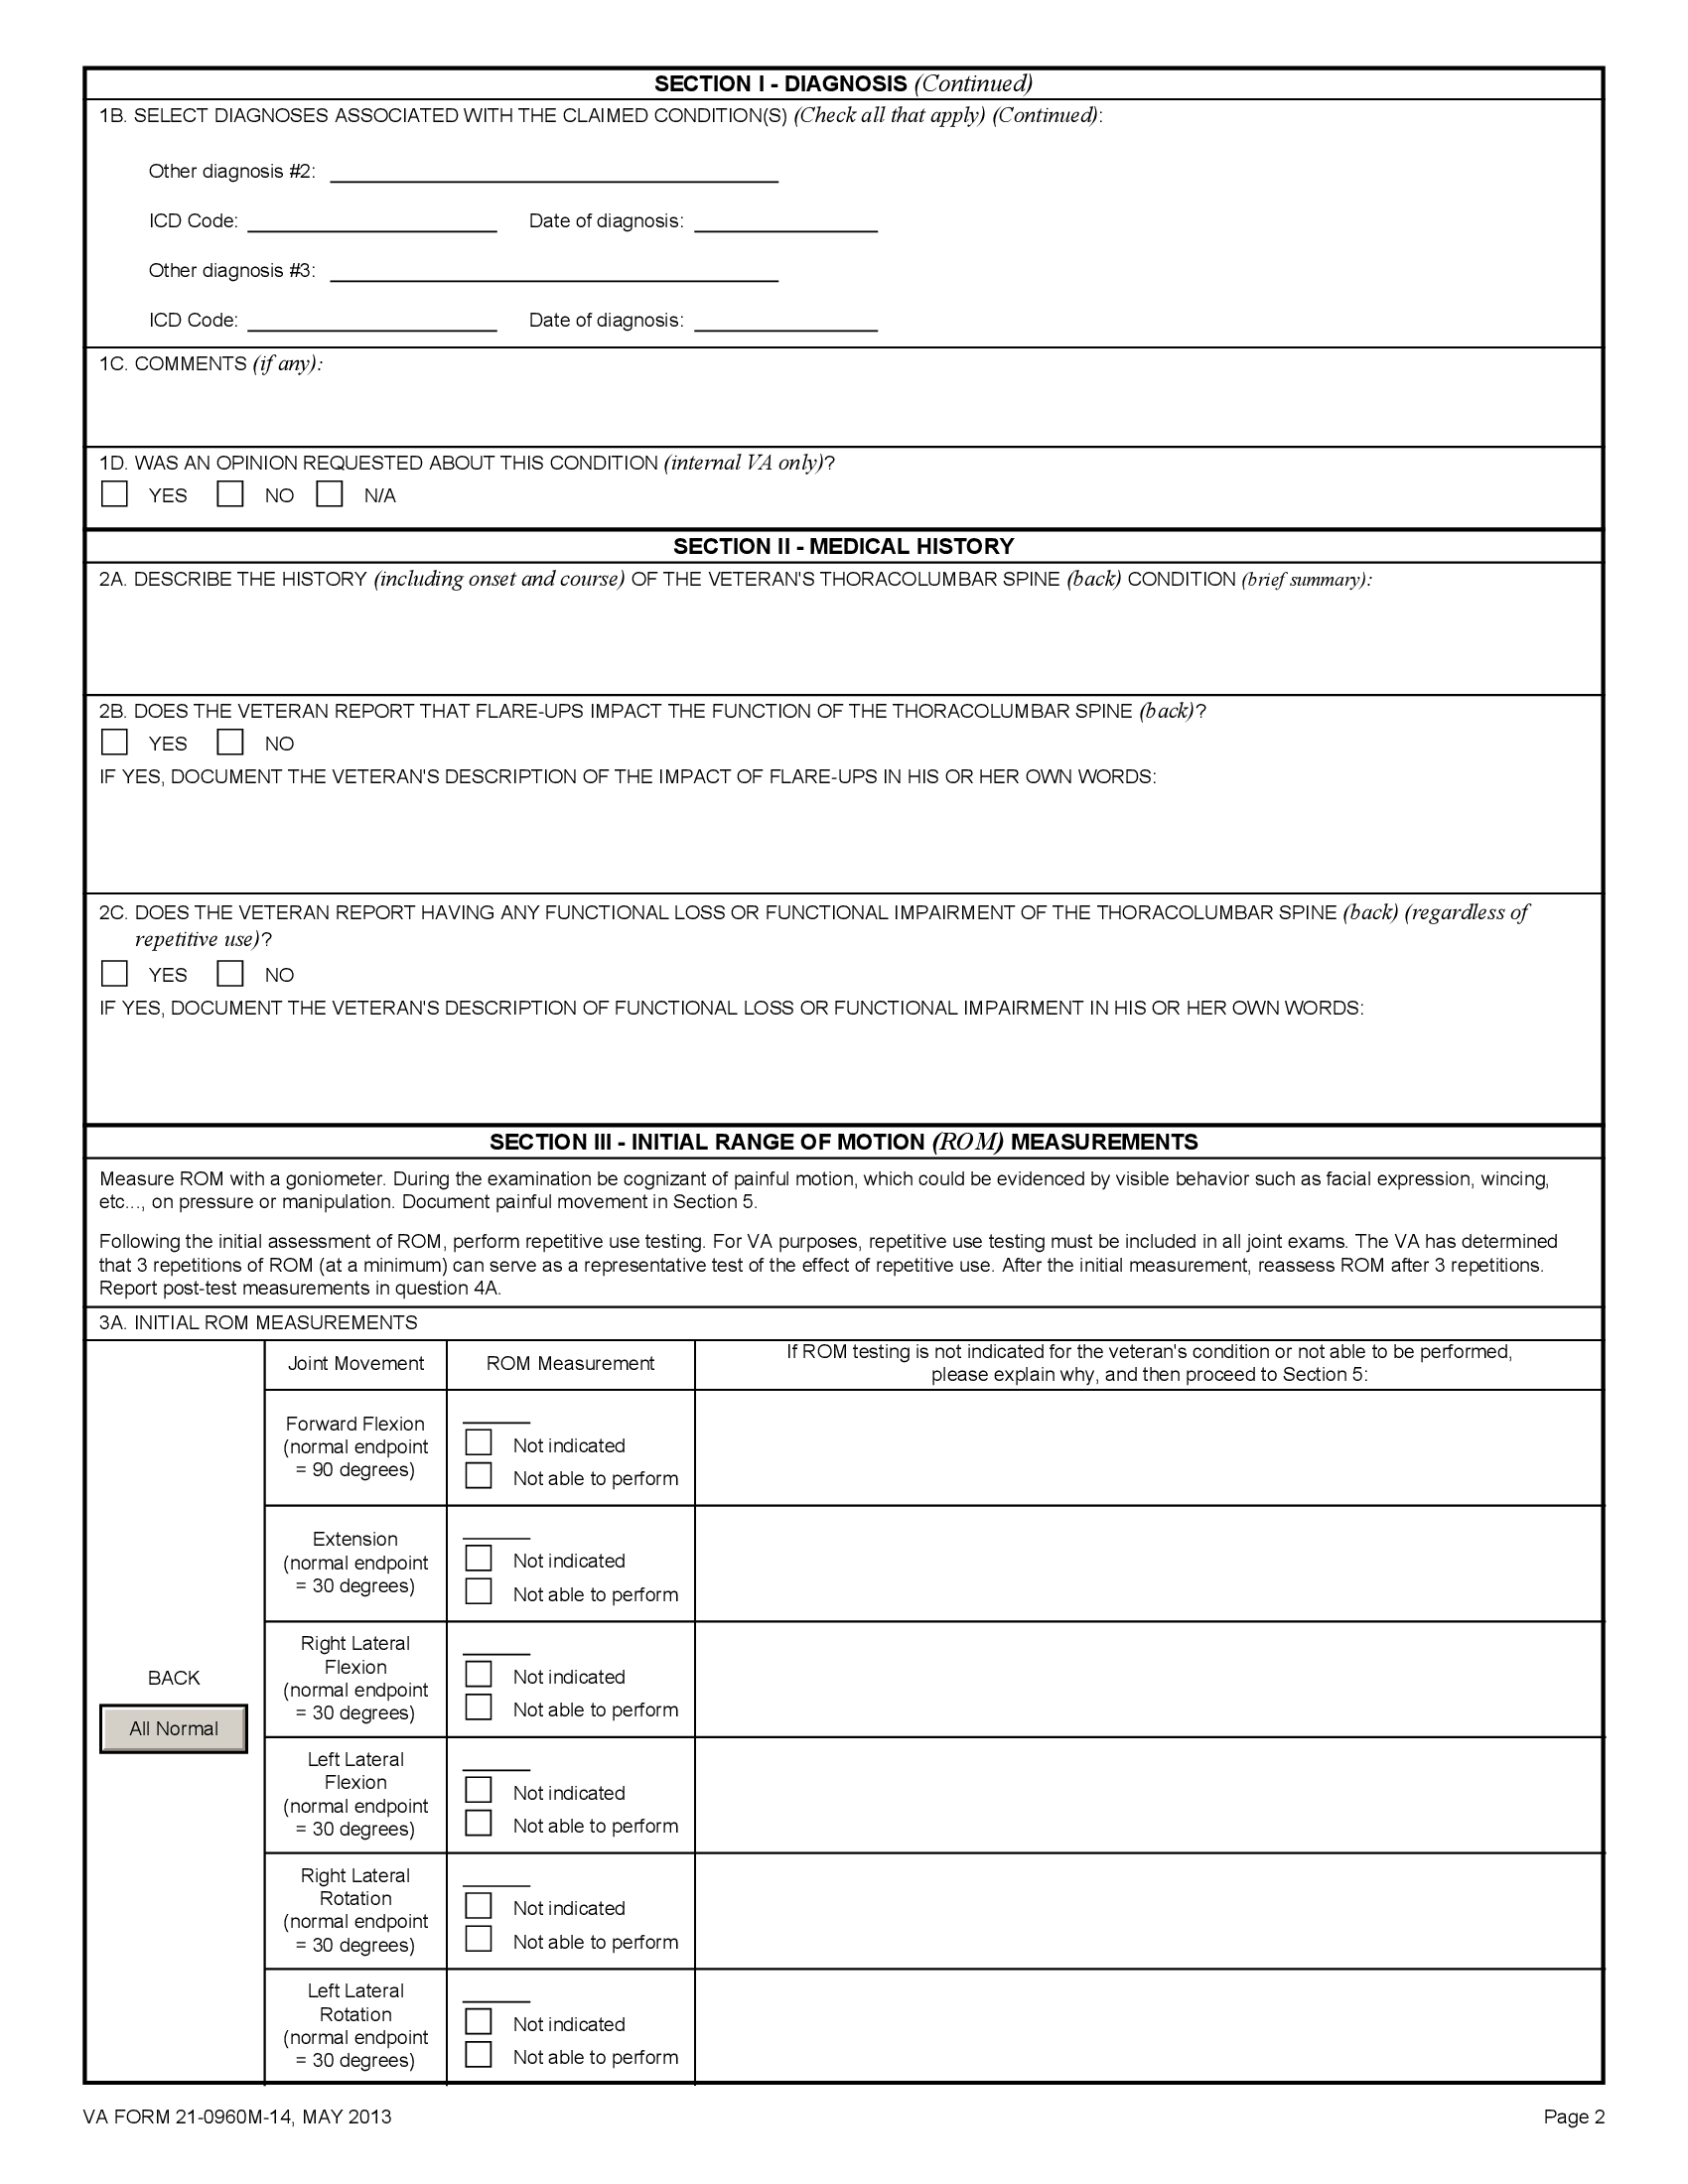 SECTION I - DIAGNOSIS (Continued)
1B. SELECT DIAGNOSES ASSOCIATED WITH THE CLAIMED CONDITION(S) (Check all that apply) (Continued):
Other diagnosis #2:
ICD Code: Date of diagnosis:
Other diagnosis #3:
ICD Code: Date of diagnosis:
1C. COMMENTS (if any):
1D. WAS AN OPINION REQUESTED ABOUT THIS CONDITION (internal VA only)?
YES NO N/A
SECTION II - MEDICAL HISTORY
2A. DESCRIBE THE HISTORY (including onset and course) OF THE VETERAN'S THORACOLUMBAR SPINE (back) CONDITION (brief summary):
2B. DOES THE VETERAN REPORT THAT FLARE-UPS IMPACT THE FUNCTION OF THE THORACOLUMBAR SPINE (back)?
YES NO
IF YES, DOCUMENT THE VETERAN'S DESCRIPTION OF THE IMPACT OF FLARE-UPS IN HIS OR HER OWN WORDS:
2C. DOES THE VETERAN REPORT HAVING ANY FUNCTIONAL LOSS OR FUNCTIONAL IMPAIRMENT OF THE THORACOLUMBAR SPINE (back) (regardless of
repetitive use)?
YES NO
IF YES, DOCUMENT THE VETERAN'S DESCRIPTION OF FUNCTIONAL LOSS OR FUNCTIONAL IMPAIRMENT IN HIS OR HER OWN WORDS:
SECTION III - INITIAL RANGE OF MOTION (ROM) MEASUREMENTS
Measure ROM with a goniometer. During the examination be cognizant of painful motion, which could be evidenced by visible behavior such as facial expression, wincing,
etc..., on pressure or manipulation. Document painful movement in Section 5.
Following the initial assessment of ROM, perform repetitive use testing. For VA purposes, repetitive use testing must be included in all joint exams. The VA has determined
that 3 repetitions of ROM (at a minimum) can serve as a representative test of the effect of repetitive use. After the initial measurement, reassess ROM after 3 repetitions.
Report post-test measurements in question 4A.
3A. INITIAL ROM MEASUREMENTS
Joint Movement
ROM Measurement
If ROM testing is not indicated for the veteran's condition or not able to be performed,
please explain why, and then proceed to Section 5:
BACK
All Normal
Forward Flexion
(normal endpoint
= 90 degrees)
Not indicated
Not able to perform
Extension
(normal endpoint
= 30 degrees)
Not indicated
Not able to perform
Right Lateral
Flexion
(normal endpoint
= 30 degrees)
Not indicated
Not able to perform
Left Lateral
Flexion
(normal endpoint
= 30 degrees)
Not indicated
Not able to perform
Right Lateral
Rotation
(normal endpoint
= 30 degrees)
Not indicated
Not able to perform
Left Lateral
Rotation
(normal endpoint
= 30 degrees)
Not indicated
Not able to perform
VA FORM 21-0960M-14, MAY 2013
Page 2